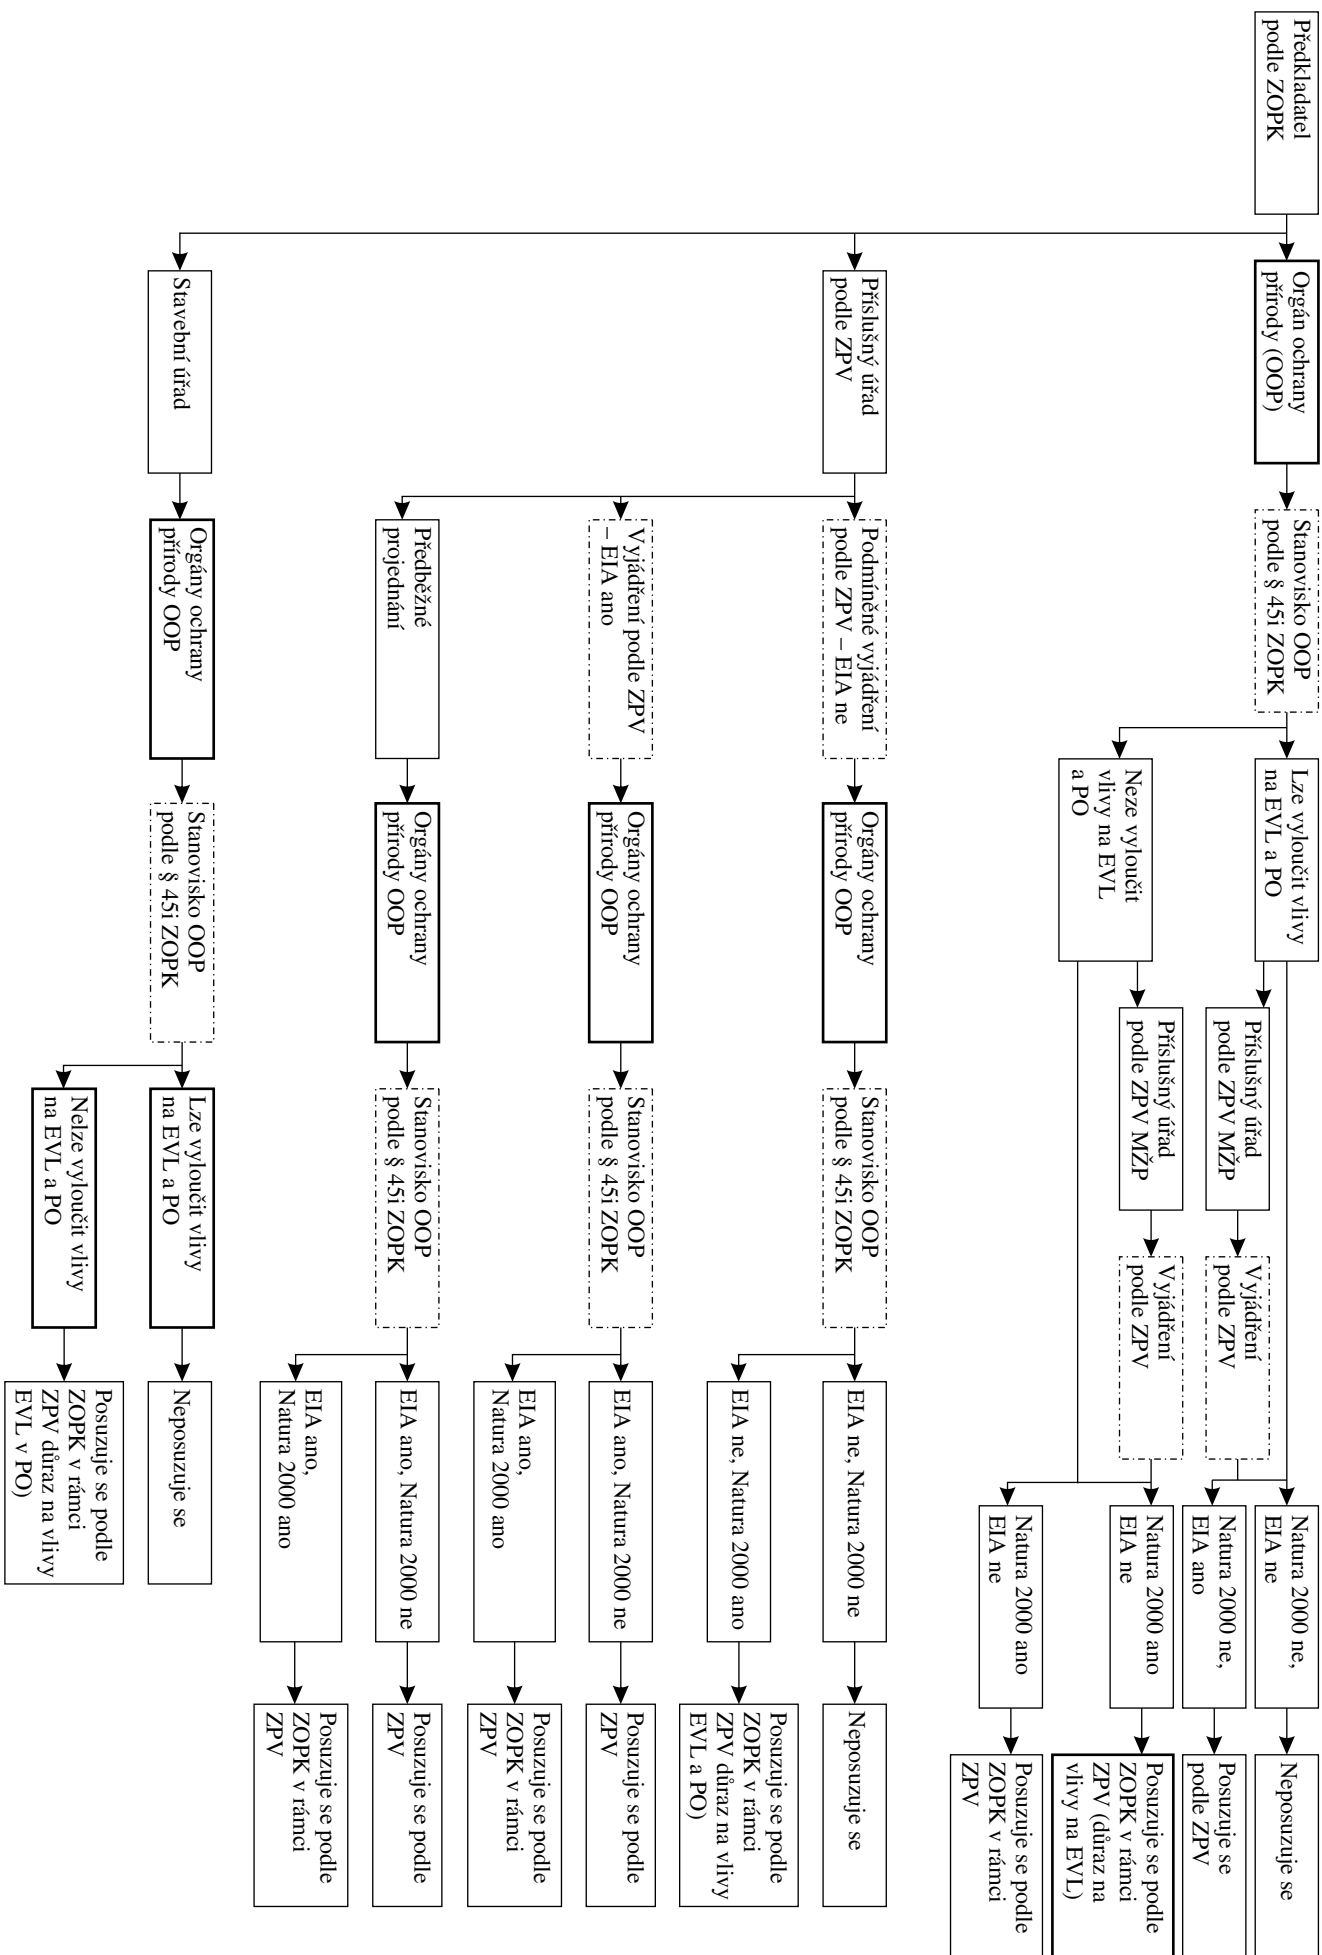 Předkladatel
podle ZOPK
Orgán ochrany
přírody (OOP)
Stanovisko OOP
podle § 45i ZOPK
Lze vyloučit vlivy
na EVL a PO
Příslušný úřad
podle ZPV MŽP
Vyjádření
podle ZPV
Natura 2000 ne,
EIA ne
Neposuzuje se
Natura 2000 ne,
EIA ano
Posuzuje se
podle ZPV
Neze vyloučit
vlivy na EVL
a PO
Příslušný úřad
podle ZPV MŽP
Vyjádření
podle ZPV
Natura 2000 ano
EIA ne
Posuzuje se podle
ZOPK v rámci
ZPV (důraz na
vlivy na EVL)
Natura 2000 ano
EIA ne
Posuzuje se podle
ZOPK v rámci
ZPV
Příslušný úřad
podle ZPV
Podmíněné vyjádření
podle ZPV – EIA ne
Orgány ochrany
přírody OOP
Stanovisko OOP
podle § 45i ZOPK
EIA ne, Natura 2000 ne
Neposuzuje se
EIA ne, Natura 2000 ano
Posuzuje se podle
ZOPK v rámci
ZPV důraz na vlivy
EVL a PO)
Vyjádření podle ZPV
– EIA ano
Orgány ochrany
přírody OOP
Stanovisko OOP
podle § 45i ZOPK
EIA ano, Natura 2000 ne
Posuzuje se podle
ZPV
EIA ano,
Natura 2000 ano
Posuzuje se podle
ZOPK v rámci
ZPV
Předběžné
projednání
Orgány ochrany
přírody OOP
Stanovisko OOP
podle § 45i ZOPK
EIA ano, Natura 2000 ne
Posuzuje se podle
ZPV
EIA ano,
Natura 2000 ano
Posuzuje se podle
ZOPK v rámci
ZPV
Stavební úřad
Orgány ochrany
přírody OOP
Stanovisko OOP
podle § 45i ZOPK
Lze vyloučit vlivy
na EVL a PO
Neposuzuje se
Nelze vyloučit vlivy
na EVL a PO
Posuzuje se podle
ZOPK v rámci
ZPV důraz na vlivy
EVL v PO)